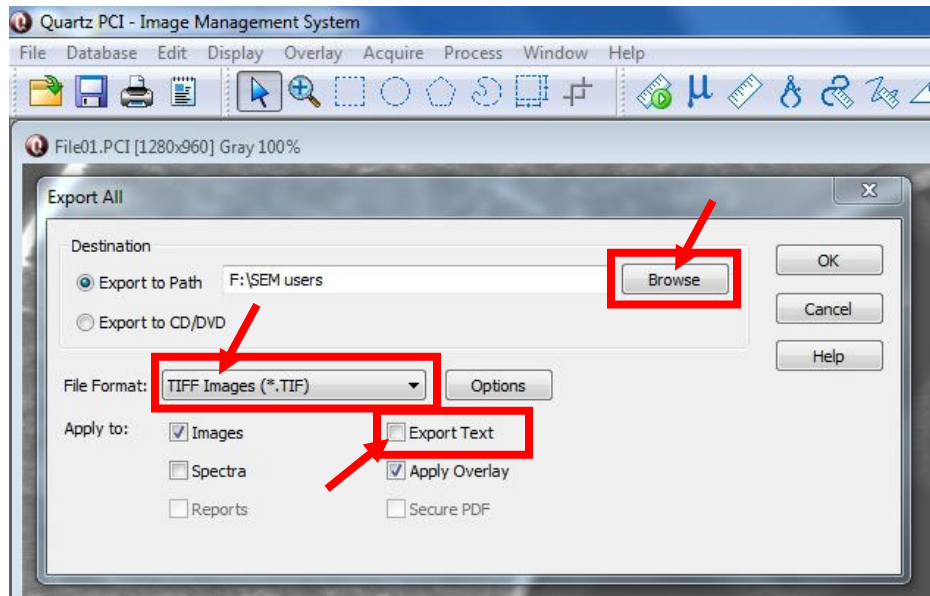 Quartz PCI - Image Management System
File Database Edit Display Overlay Acquire Process Window Help
µ
File01.PCI [1280x960] Gray 100%
Export All
Destination
Export to Path F:\SEM users Browse
Export to CD/DVD
OK
Cancel
Help
File Format: TIFF Images (*.TIF) Options
Apply to: Images Export Text
Spectra Apply Overlay
Reports Secure PDF